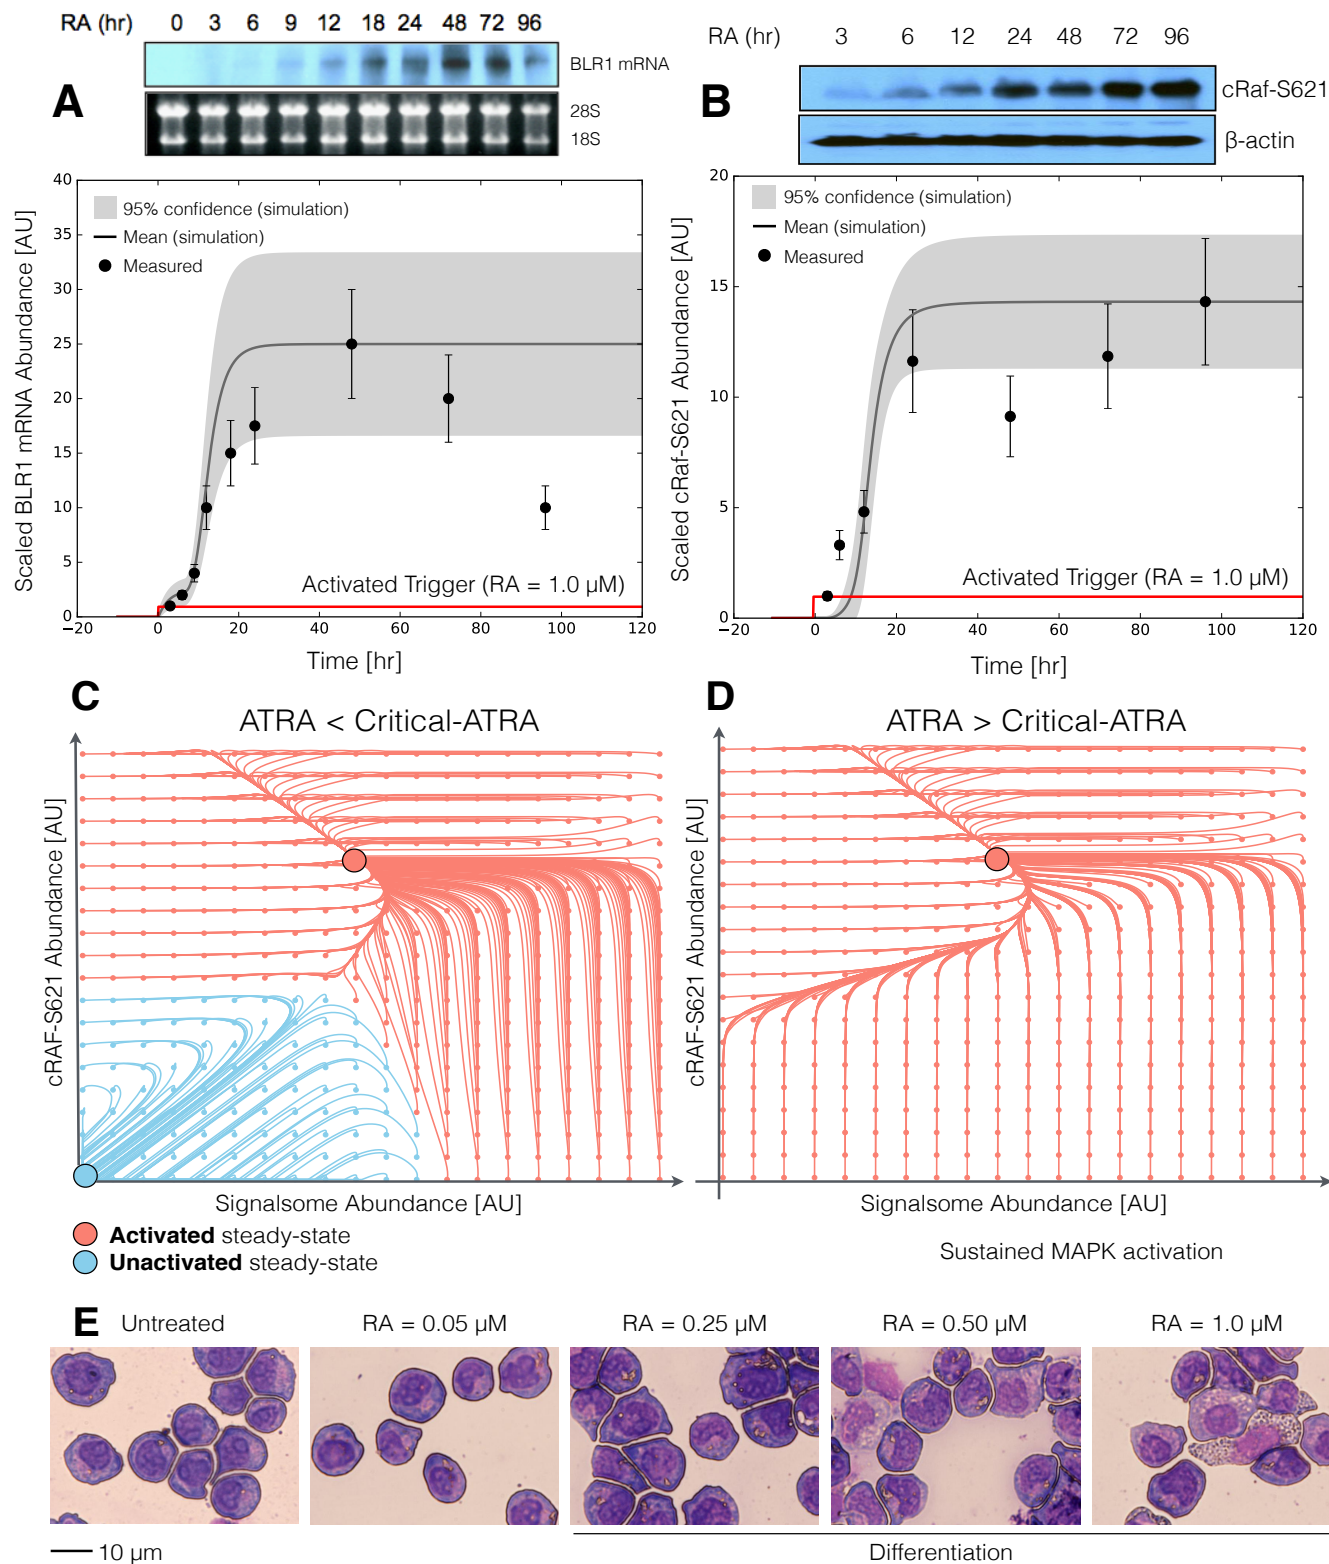 RA (hr) 0 3 6 9 12 18 24 48 72 96
BLR1 mRNA
A
28S
18S
40
35
30
25
20
15
10
5
0
95% confidence (simulation)
Mean (simulation)
Measured
Scaled BLR1 mRNA Abundance [AU]
Activated Trigger (RA = 1.0 µM)
−20 0 20 40 60 80 100 120
Time [hr]
RA (hr) 3 6 12 24 48 72 96
cRaf-S621
B
β-actin
20
15
10
5
0
95% confidence (simulation)
Mean (simulation)
Measured
Scaled cRaf-S621 Abundance [AU]
Activated Trigger (RA = 1.0 µM)
−20 0 20 40 60 80 100 120
Time [hr]
C
ATRA < Critical-ATRA
cRAF-S621 Abundance [AU]
Signalsome Abundance [AU]
Activated steady-state
Unactivated steady-state
D
ATRA > Critical-ATRA
cRAF-S621 Abundance [AU]
Signalsome Abundance [AU]
Sustained MAPK activation
E
Untreated
RA = 0.05 µM
RA = 0.25 µM
RA = 0.50 µM
RA = 1.0 µM
10 µm
Differentiation